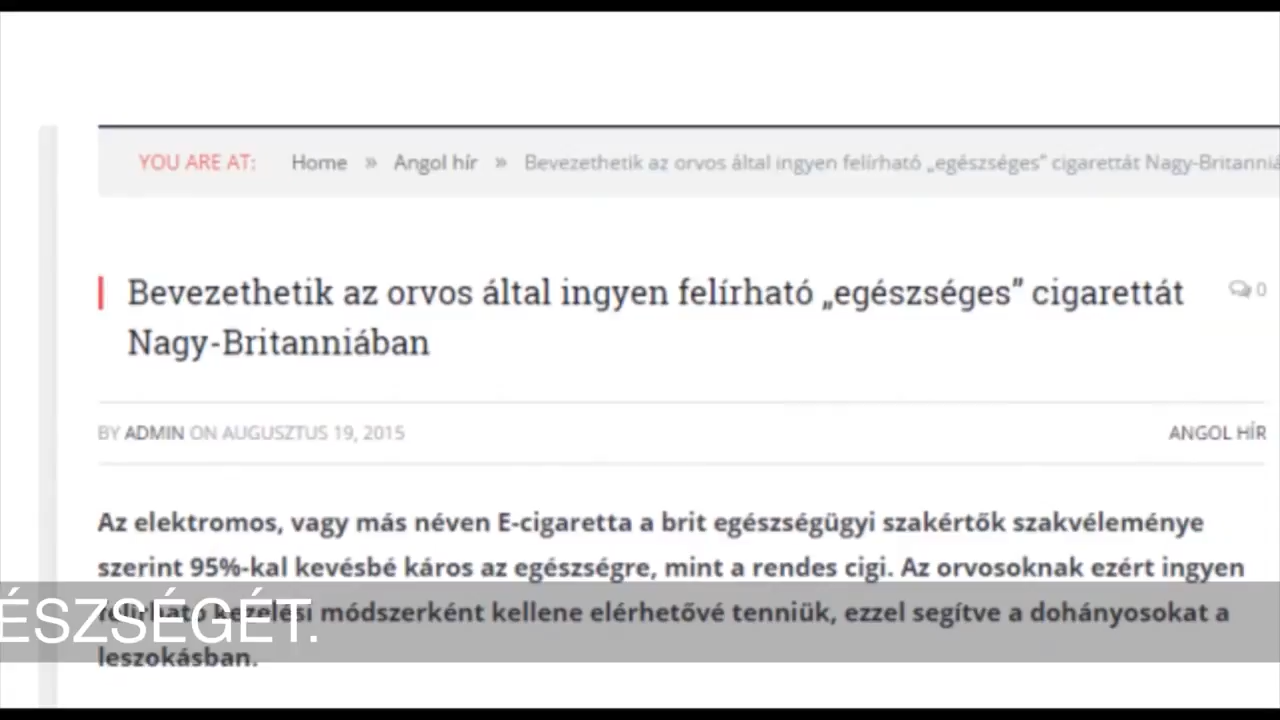 YOU ARE AT: Home » Angol hír » Bevezethetik az orvos által ingyen felírható „egészséges” cigarettát Nagy-Britanniá
Bevezethetik az orvos által ingyen felírható „egészséges” cigarettát
0
Nagy-Britanniában
BY ADMIN ON AUGUSZTUS 19, 2015
ANGOL HÍR
Az elektromos, vagy más néven E-cigaretta a brit egészségügyi szakértők szakvéleménye
szerint 95%-kal kevésbé káros az egészségre, mint a rendes cigi. Az orvosoknak ezért ingyen
felírható kezelési módszerként kellene elérhetővé tenniük, ezzel segítve a dohányosokat a
ÉSZSÉGÉT.
leszokásban.